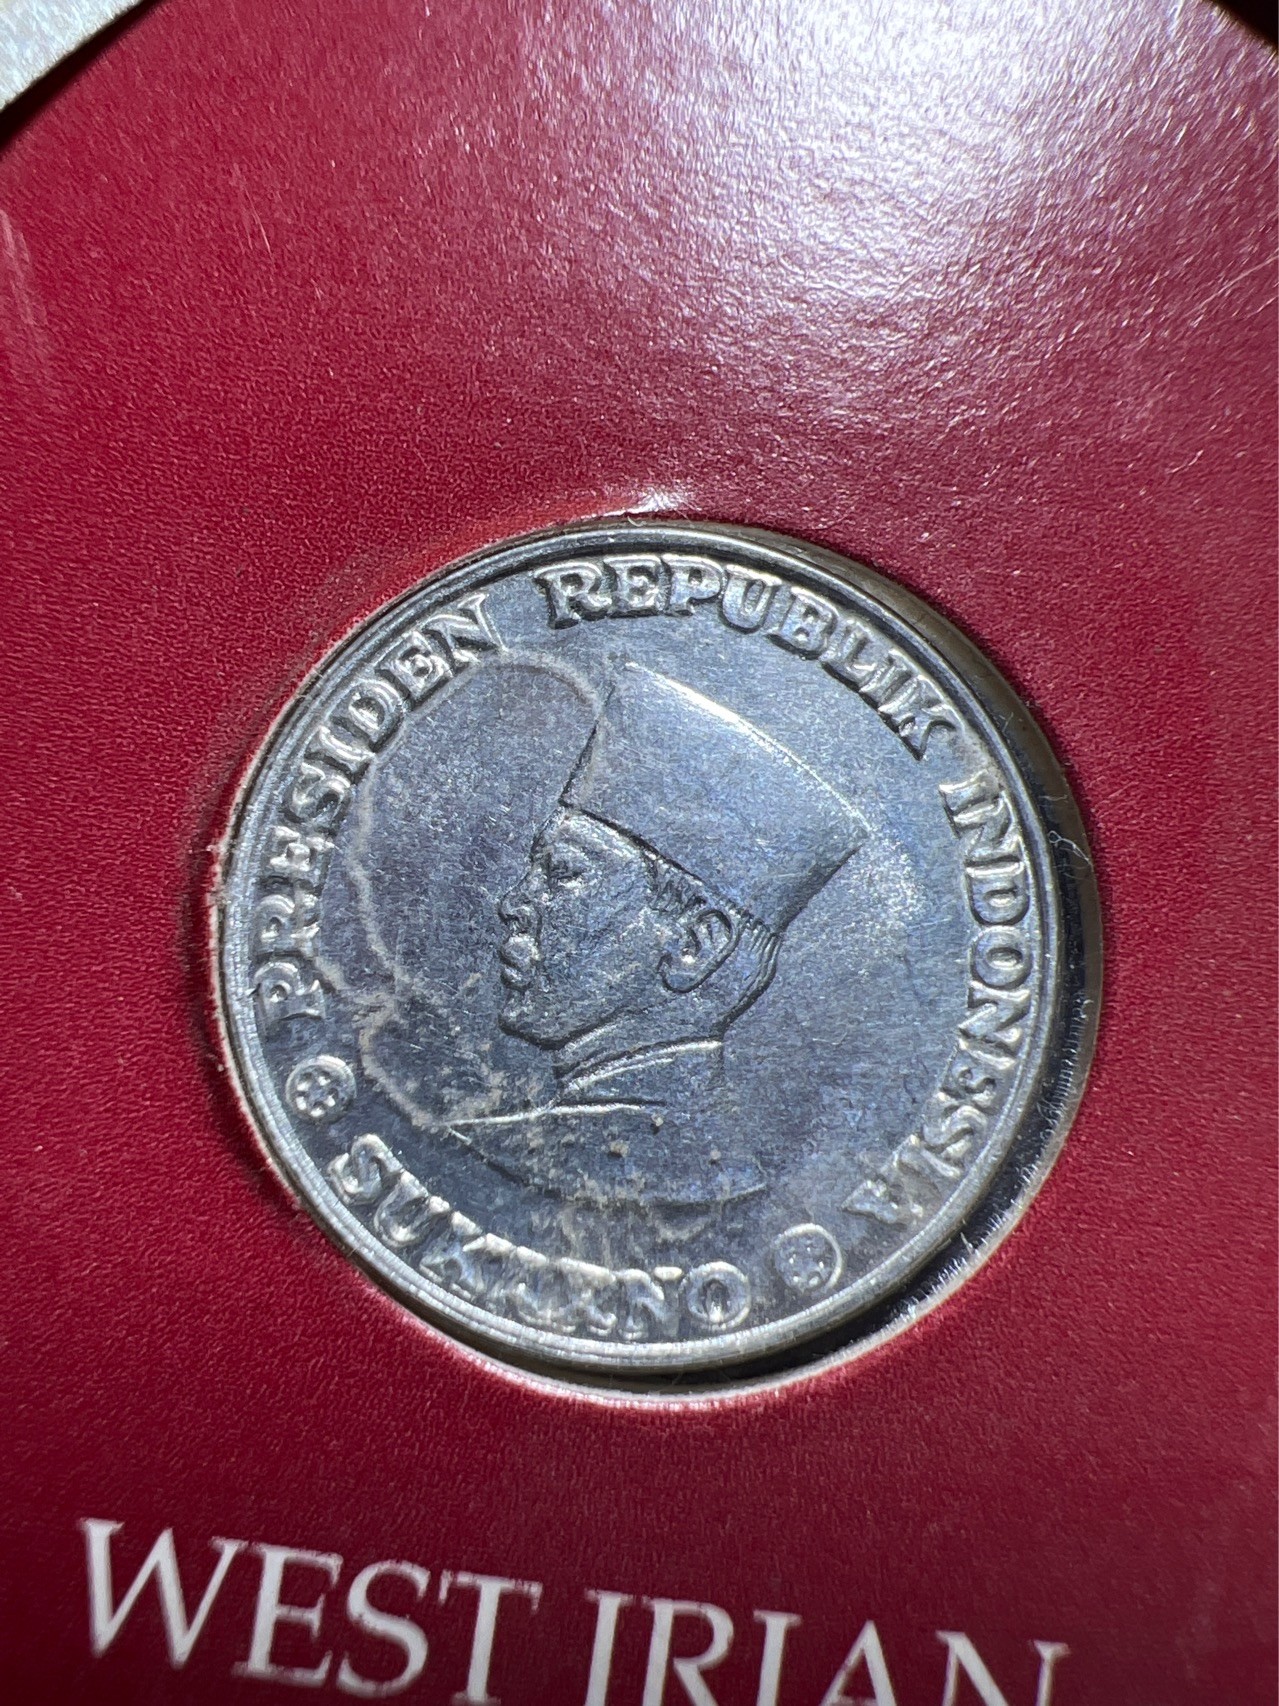 PRESIDEN REPUBLIK INDONESIA
SUKARNO
WEST IRIAN